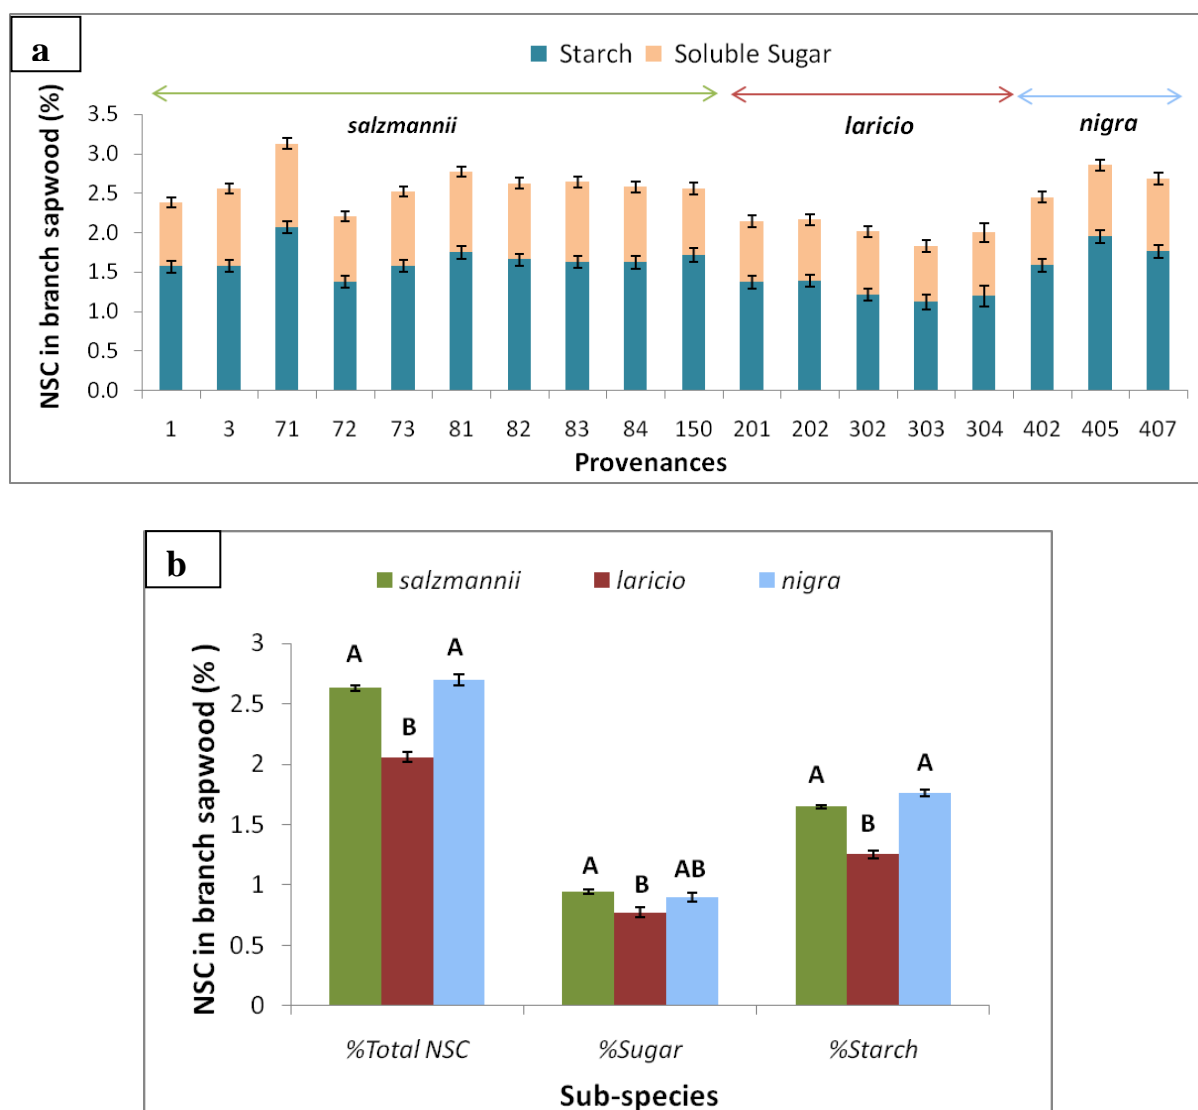 a
Starch Soluble Sugar
salzmannii laricio nigra
NSC in branch sapwood (%)
3.5
3.0
2.5
2.0
1.5
1.0
0.5
0.0
1 3 71 72 73 81 82 83 84 150 201 202 302 303 304 402 405 407
Provenances
b
salzmannii laricio nigra
NSC in branch sapwood (% )
3
2.5
2
1.5
1
0.5
0
A B A A B AB A B A
%Total NSC %Sugar %Starch
Sub-species